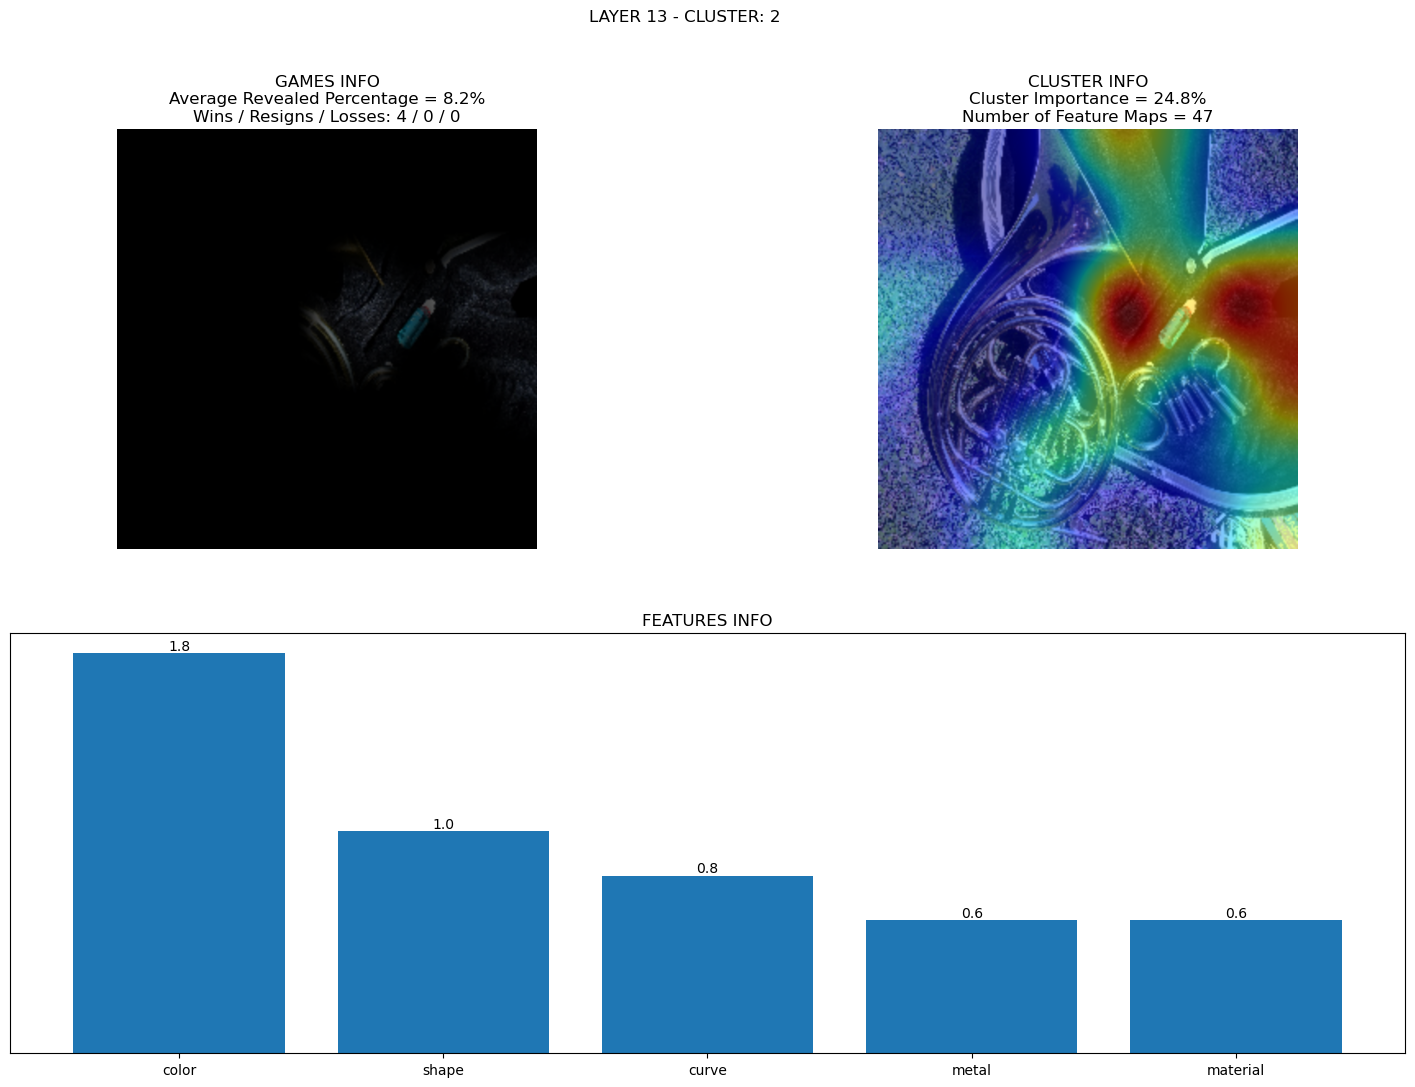 LAYER 13 - CLUSTER: 2
GAMES INFO
Average Revealed Percentage = 8.2%
Wins / Resigns / Losses: 4 / 0 / 0
CLUSTER INFO
Cluster Importance = 24.8%
Number of Feature Maps = 47
FEATURES INFO
1.8
1.0
0.8
0.6
0.6
color
shape
curve
metal
material